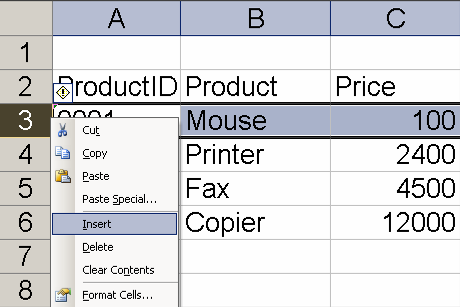 A B C
1
2 ProductID Product Price
3 0001 Mouse 100
Cut
Copy
4 Printer 2400
Paste
5 Fax 4500
Paste Special...
6 Insert Copier 12000
Delete
7
Clear Contents
8 Format Cells...